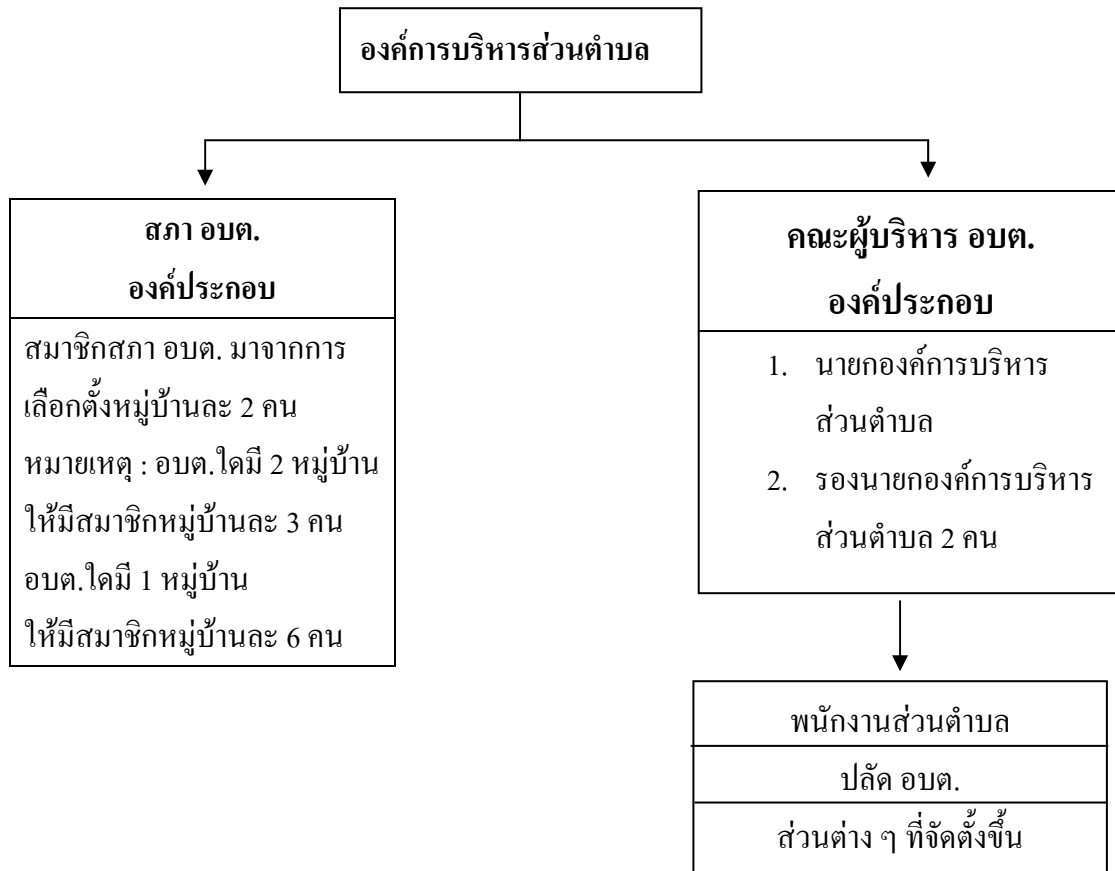 องค์การบริหารส่วนตำบล
สภา อบต.
องค์ประกอบ
สมาชิกสภา อบต. มาจากการ
เลือกตั้งหมู่บ้านละ 2 คน
หมายเหตุ : อบต.ใดมี 2 หมู่บ้าน
ให้มีสมาชิกหมู่บ้านละ 3 คน
อบต.ใดมี 1 หมู่บ้าน
ให้มีสมาชิกหมู่บ้านละ 6 คน
คณะผู้บริหาร อบต.
องค์ประกอบ
1. นายกองค์การบริหาร
ส่วนตำบล
2. รองนายกองค์การบริหาร
ส่วนตำบล 2 คน
พนักงานส่วนตำบล
ปลัด อบต.
ส่วนต่าง ๆ ที่จัดตั้งขึ้น